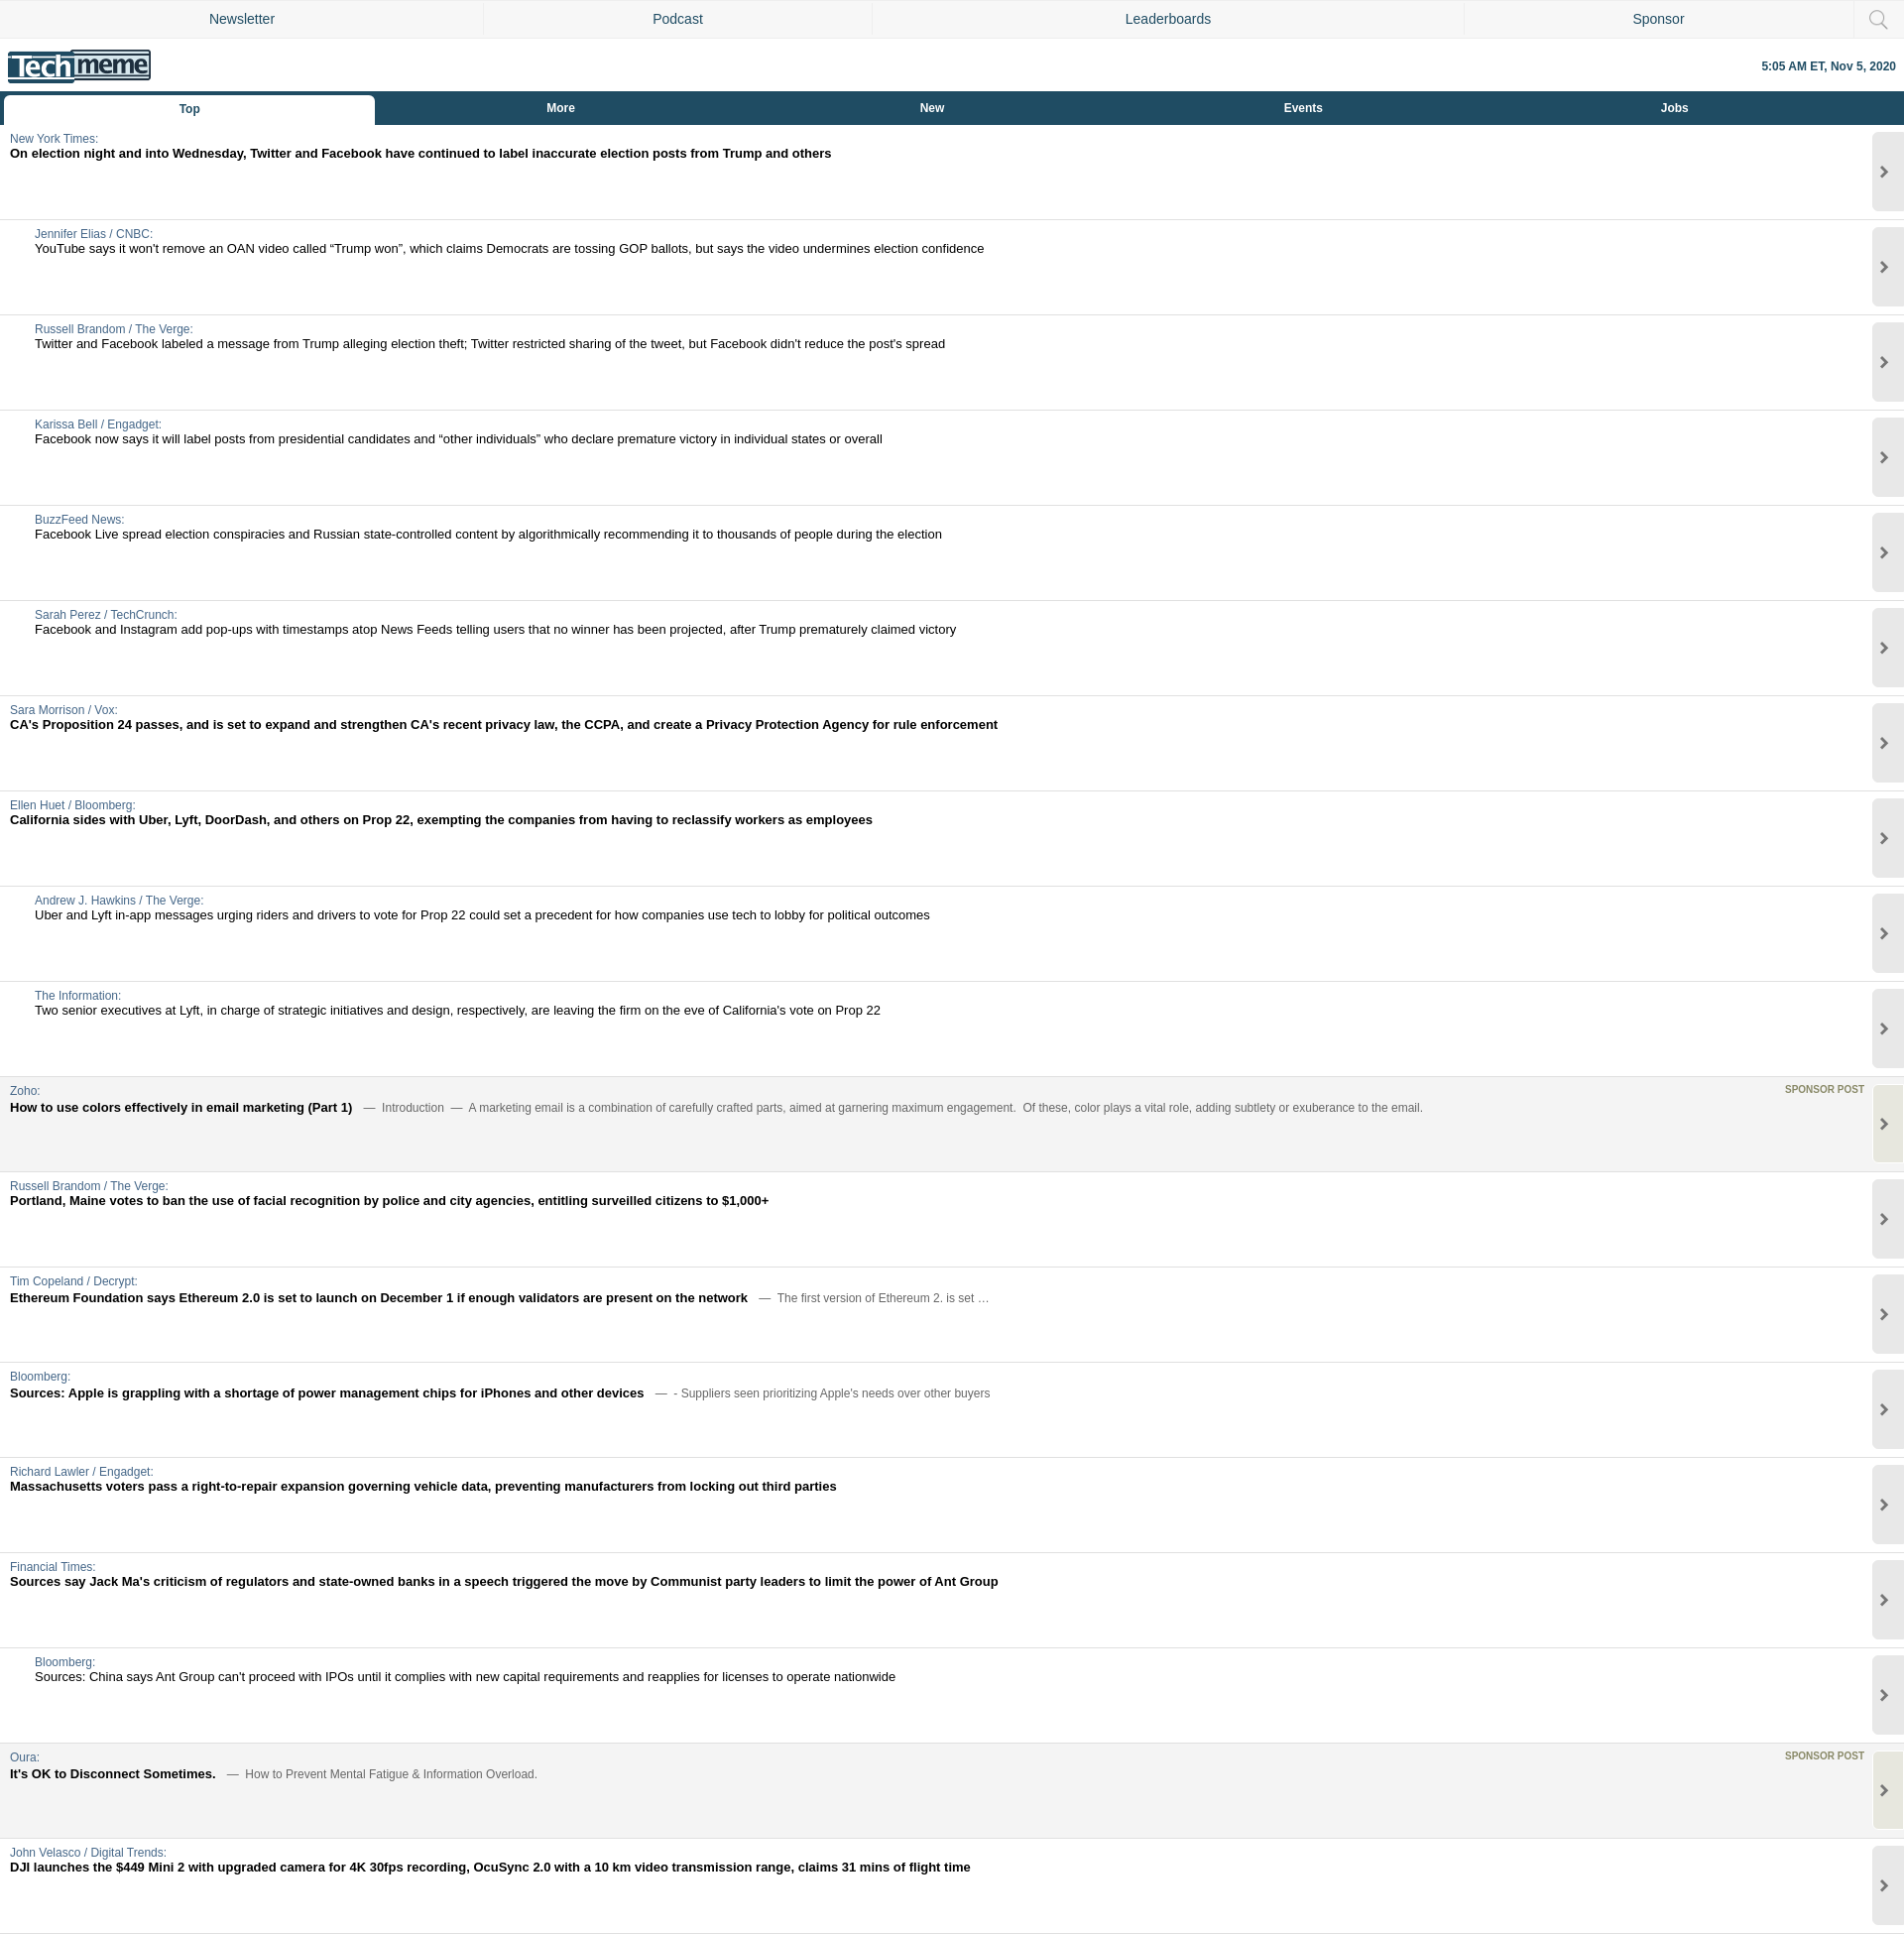 Newsletter Podcast Leaderboards Sponsor
Techmeme
5:05 AM ET, Nov 5, 2020
Top More New Events Jobs
New York Times:
On election night and into Wednesday, Twitter and Facebook have continued to label inaccurate election posts from Trump and others
Jennifer Elias / CNBC:
YouTube says it won't remove an OAN video called “Trump won”, which claims Democrats are tossing GOP ballots, but says the video undermines election confidence
Russell Brandom / The Verge:
Twitter and Facebook labeled a message from Trump alleging election theft; Twitter restricted sharing of the tweet, but Facebook didn't reduce the post's spread
Karissa Bell / Engadget:
Facebook now says it will label posts from presidential candidates and “other individuals” who declare premature victory in individual states or overall
BuzzFeed News:
Facebook Live spread election conspiracies and Russian state-controlled content by algorithmically recommending it to thousands of people during the election
Sarah Perez / TechCrunch:
Facebook and Instagram add pop-ups with timestamps atop News Feeds telling users that no winner has been projected, after Trump prematurely claimed victory
Sara Morrison / Vox:
CA's Proposition 24 passes, and is set to expand and strengthen CA's recent privacy law, the CCPA, and create a Privacy Protection Agency for rule enforcement
Ellen Huet / Bloomberg:
California sides with Uber, Lyft, DoorDash, and others on Prop 22, exempting the companies from having to reclassify workers as employees
Andrew J. Hawkins / The Verge:
Uber and Lyft in-app messages urging riders and drivers to vote for Prop 22 could set a precedent for how companies use tech to lobby for political outcomes
The Information:
Two senior executives at Lyft, in charge of strategic initiatives and design, respectively, are leaving the firm on the eve of California's vote on Prop 22
Zoho: SPONSOR POST
How to use colors effectively in email marketing (Part 1) — Introduction — A marketing email is a combination of carefully crafted parts, aimed at garnering maximum engagement. Of these, color plays a vital role, adding subtlety or exuberance to the email.
Russell Brandom / The Verge:
Portland, Maine votes to ban the use of facial recognition by police and city agencies, entitling surveilled citizens to $1,000+
Tim Copeland / Decrypt:
Ethereum Foundation says Ethereum 2.0 is set to launch on December 1 if enough validators are present on the network — The first version of Ethereum 2. is set …
Bloomberg:
Sources: Apple is grappling with a shortage of power management chips for iPhones and other devices — - Suppliers seen prioritizing Apple's needs over other buyers
Richard Lawler / Engadget:
Massachusetts voters pass a right-to-repair expansion governing vehicle data, preventing manufacturers from locking out third parties
Financial Times:
Sources say Jack Ma's criticism of regulators and state-owned banks in a speech triggered the move by Communist party leaders to limit the power of Ant Group
Bloomberg:
Sources: China says Ant Group can't proceed with IPOs until it complies with new capital requirements and reapplies for licenses to operate nationwide
Oura: SPONSOR POST
It's OK to Disconnect Sometimes. — How to Prevent Mental Fatigue & Information Overload.
John Velasco / Digital Trends:
DJI launches the $449 Mini 2 with upgraded camera for 4K 30fps recording, OcuSync 2.0 with a 10 km video transmission range, claims 31 mins of flight time